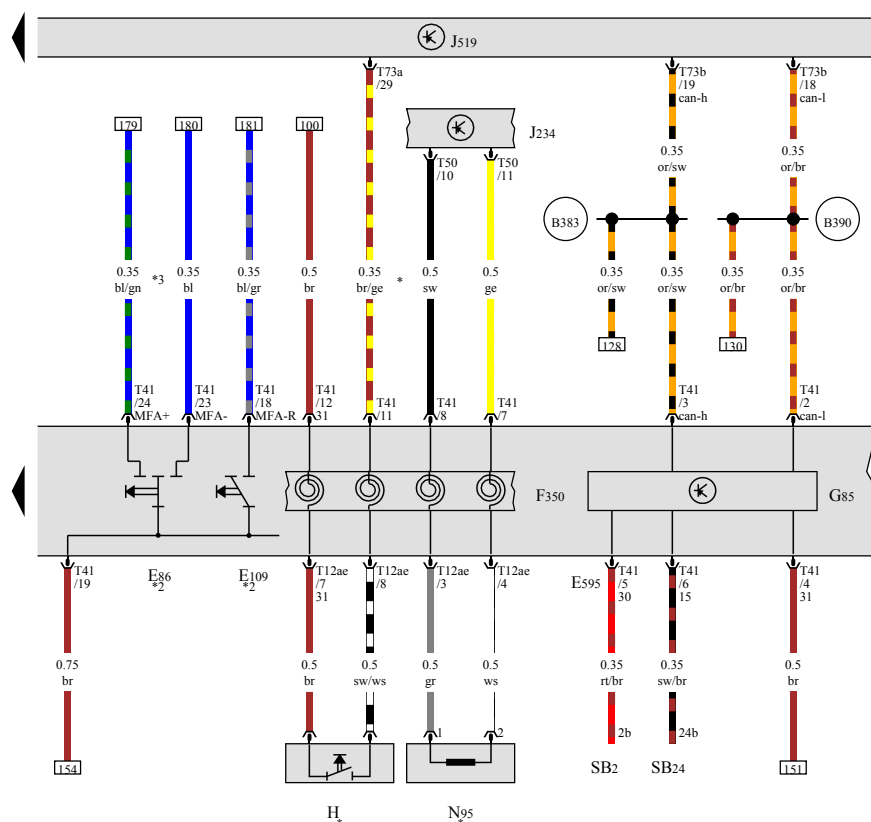 J519
T73a
/29
T73b
/19
can-h
T73b
/18
can-l
179
180
181
100
J234
T50
/10
T50
/11
0.35
or/sw
0.35
or/br
B383
B390
0.35
bl/gn
*3
0.35
bl
0.35
bl/gr
0.5
br
0.35
br/ge
*
0.5
sw
0.5
ge
0.35
or/sw
0.35
or/sw
0.35
or/br
0.35
or/br
128
130
T41
/24
MFA+
T41
/23
MFA-
T41
/18
MFA-R
T41
/12
31
T41
/11
T41
/8
T41
/7
T41
/3
can-h
T41
/2
can-l
F350
G85
T41
/19
E86
*2
E109
*2
T12ae
/7
31
T12ae
/8
T12ae
/3
T12ae
/4
E595
T41
/5
30
T41
/6
15
T41
/4
31
0.75
br
0.5
br
0.5
sw/ws
0.5
gr
0.5
ws
0.35
rt/br
0.35
sw/br
0.5
br
1
2
2b
24b
154
SB2
SB24
151
H
*
N95
*